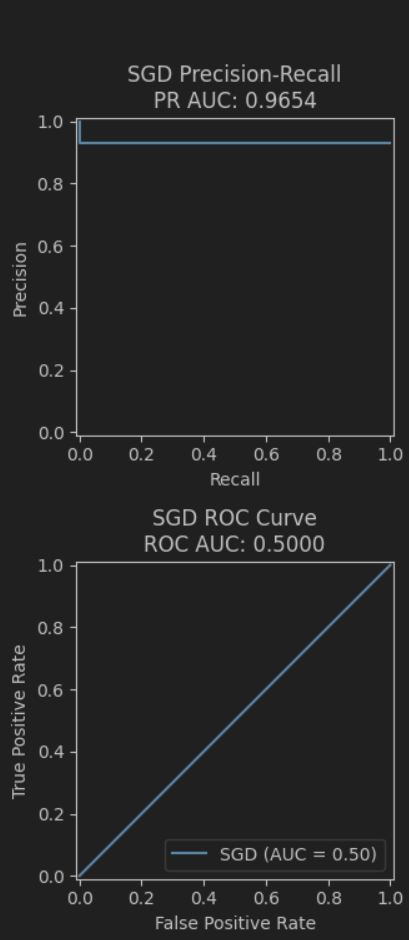 SGD Precision-Recall
PR AUC: 0.9654
1.0
0.8
0.6
0.4
0.2
0.0
Precision
0.0 0.2 0.4 0.6 0.8 1.0
Recall
SGD ROC Curve
ROC AUC: 0.5000
1.0
0.8
0.6
0.4
0.2
0.0
True Positive Rate
SGD (AUC = 0.50)
0.0 0.2 0.4 0.6 0.8 1.0
False Positive Rate